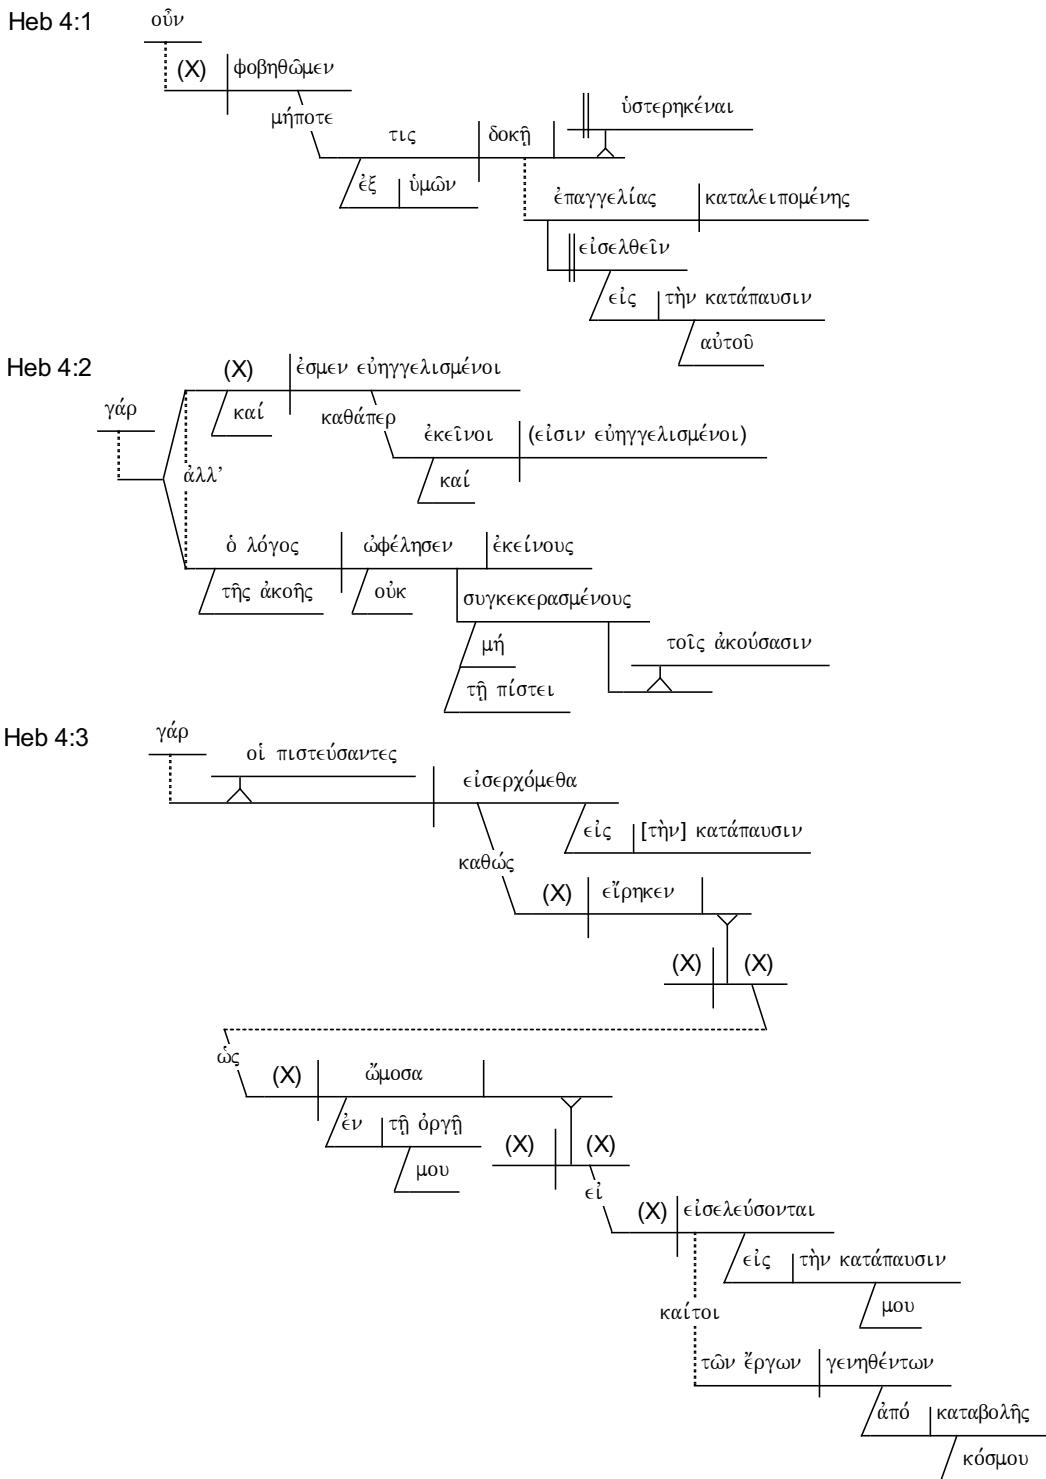 Heb 4:1
οὖν
(X) φοβηθῶμεν
μήποτε
τις δοκῇ ὑστερηκέναι
ἐξ ὑμῶν
ἐπαγγελίας καταλειπομένης
εἰσελθεῖν
εἰς τὴν κατάπαυσιν
αὐτοῦ
Heb 4:2
γάρ
(X) ἐσμεν εὐηγγελισμένοι
καί
καθάπερ
ἐκεῖνοι (εἰσιν εὐηγγελισμένοι)
καί
ἀλλ’
ὁ λόγος ὠφέλησεν ἐκείνους
τῆς ἀκοῆς οὐκ
συγκεκερασμένους
μή
τῇ πίστει
τοῖς ἀκούσασιν
Heb 4:3
γάρ
οἱ πιστεύσαντες εἰσερχόμεθα
εἰς [τὴν] κατάπαυσιν
καθώς
(X) εἴρηκεν
(X) (X)
ὡς
(X) ὤμοσα
ἐν τῇ ὀργῇ
μου
(X) (X)
εἰ
(X) εἰσελεύσονται
εἰς τὴν κατάπαυσιν
μου
καίτοι
τῶν ἔργων γενηθέντων
ἀπό καταβολῆς
κόσμου